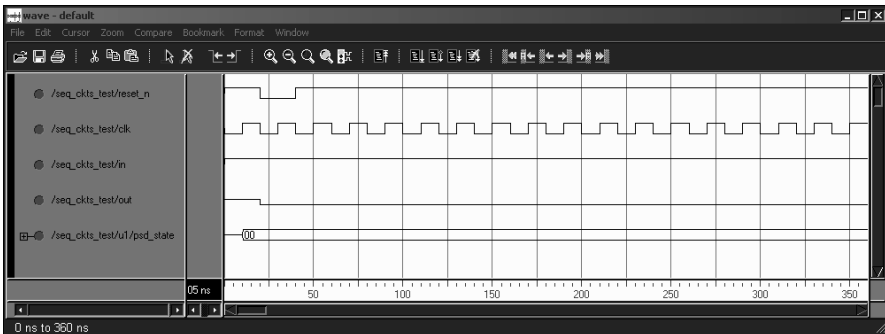 wave - default
File Edit Cursor Zoom Compare Bookmark Format Window
/seq_ckts_test/reset_n
/seq_ckts_test/clk
/seq_ckts_test/in
/seq_ckts_test/out
/seq_ckts_test/u1/psd_state
00
05 ns
50 100 150 200 250 300 350
0 ns to 360 ns